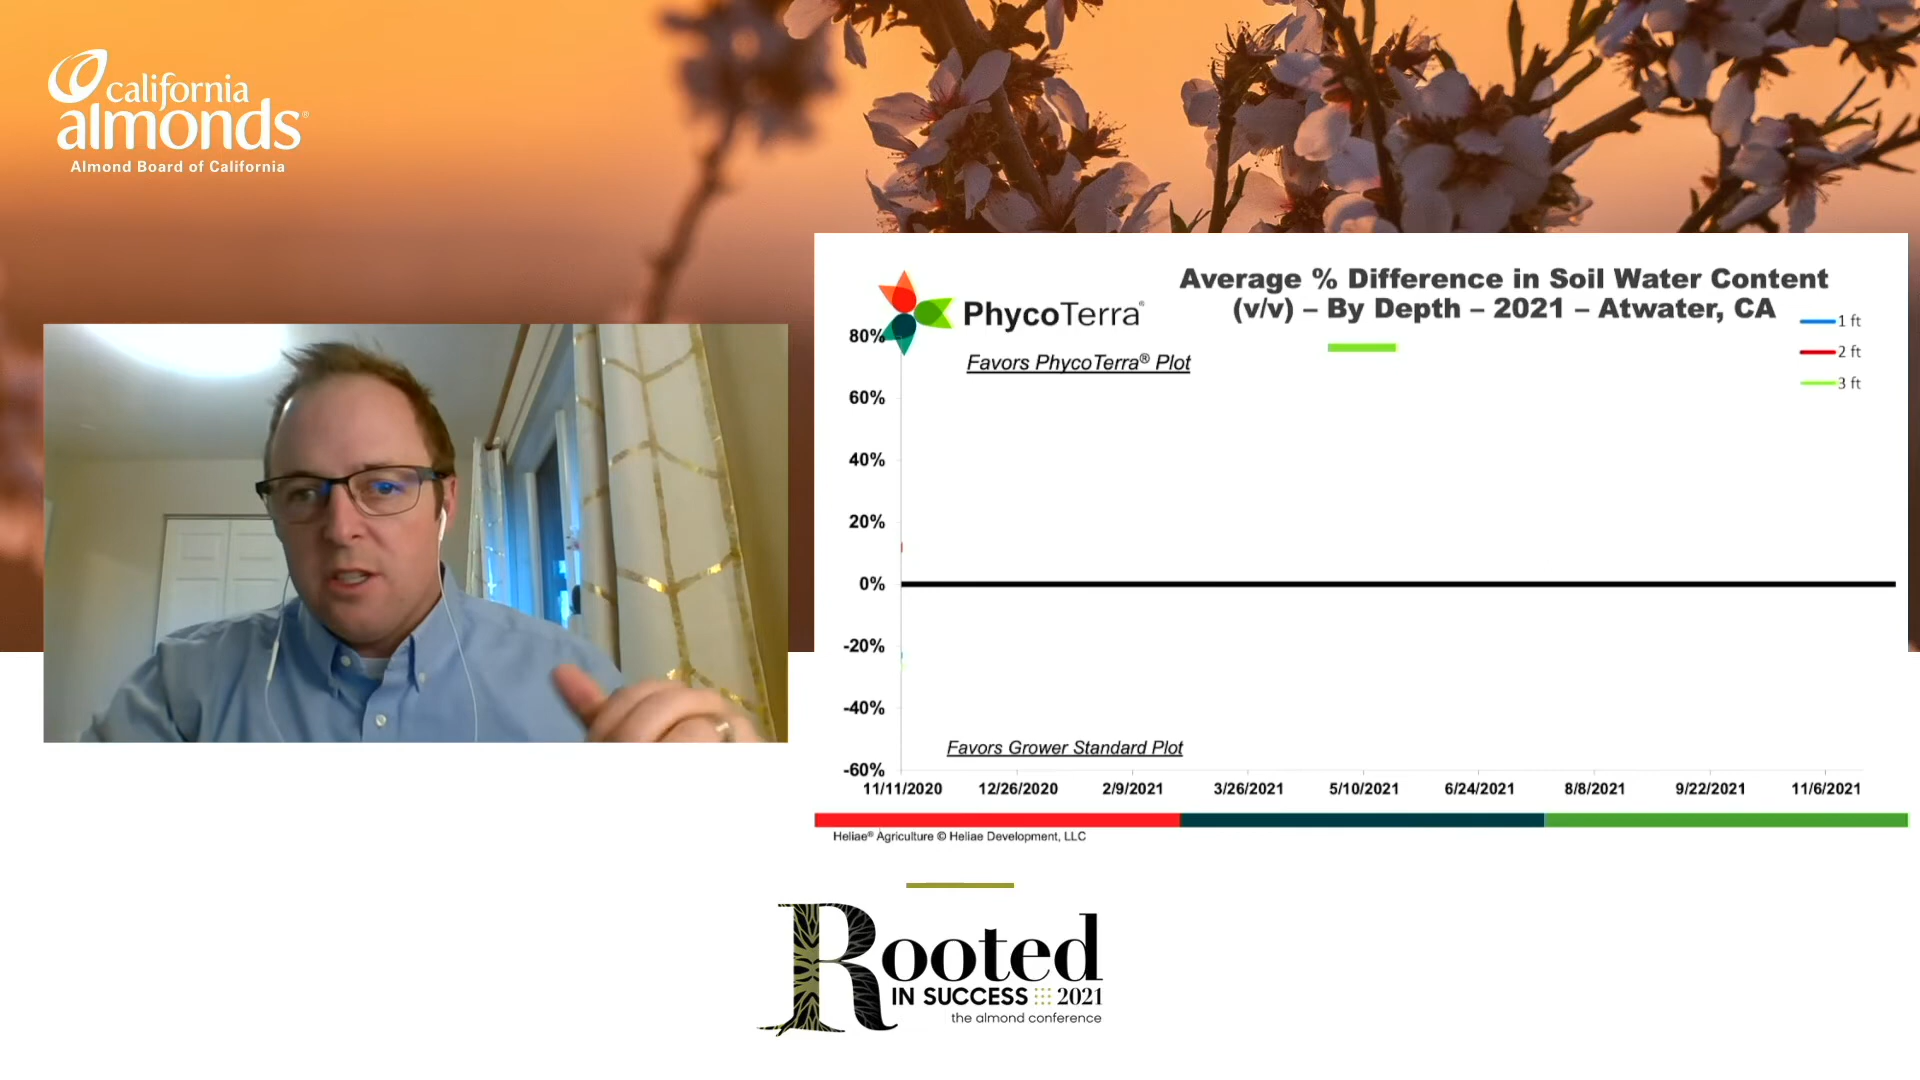 california
almonds®
Almond Board of California
PhycoTerra®
Average % Difference in Soil Water Content
(v/v) – By Depth – 2021 – Atwater, CA
1 ft
2 ft
3 ft
Favors PhycoTerra® Plot
80%
60%
40%
20%
0%
-20%
-40%
-60%
Favors Grower Standard Plot
11/11/2020 12/26/2020 2/9/2021 3/26/2021 5/10/2021 6/24/2021 8/8/2021 9/22/2021 11/6/2021
Heliae® Agriculture © Heliae Development, LLC
Rooted
IN SUCCESS 2021
the almond conference